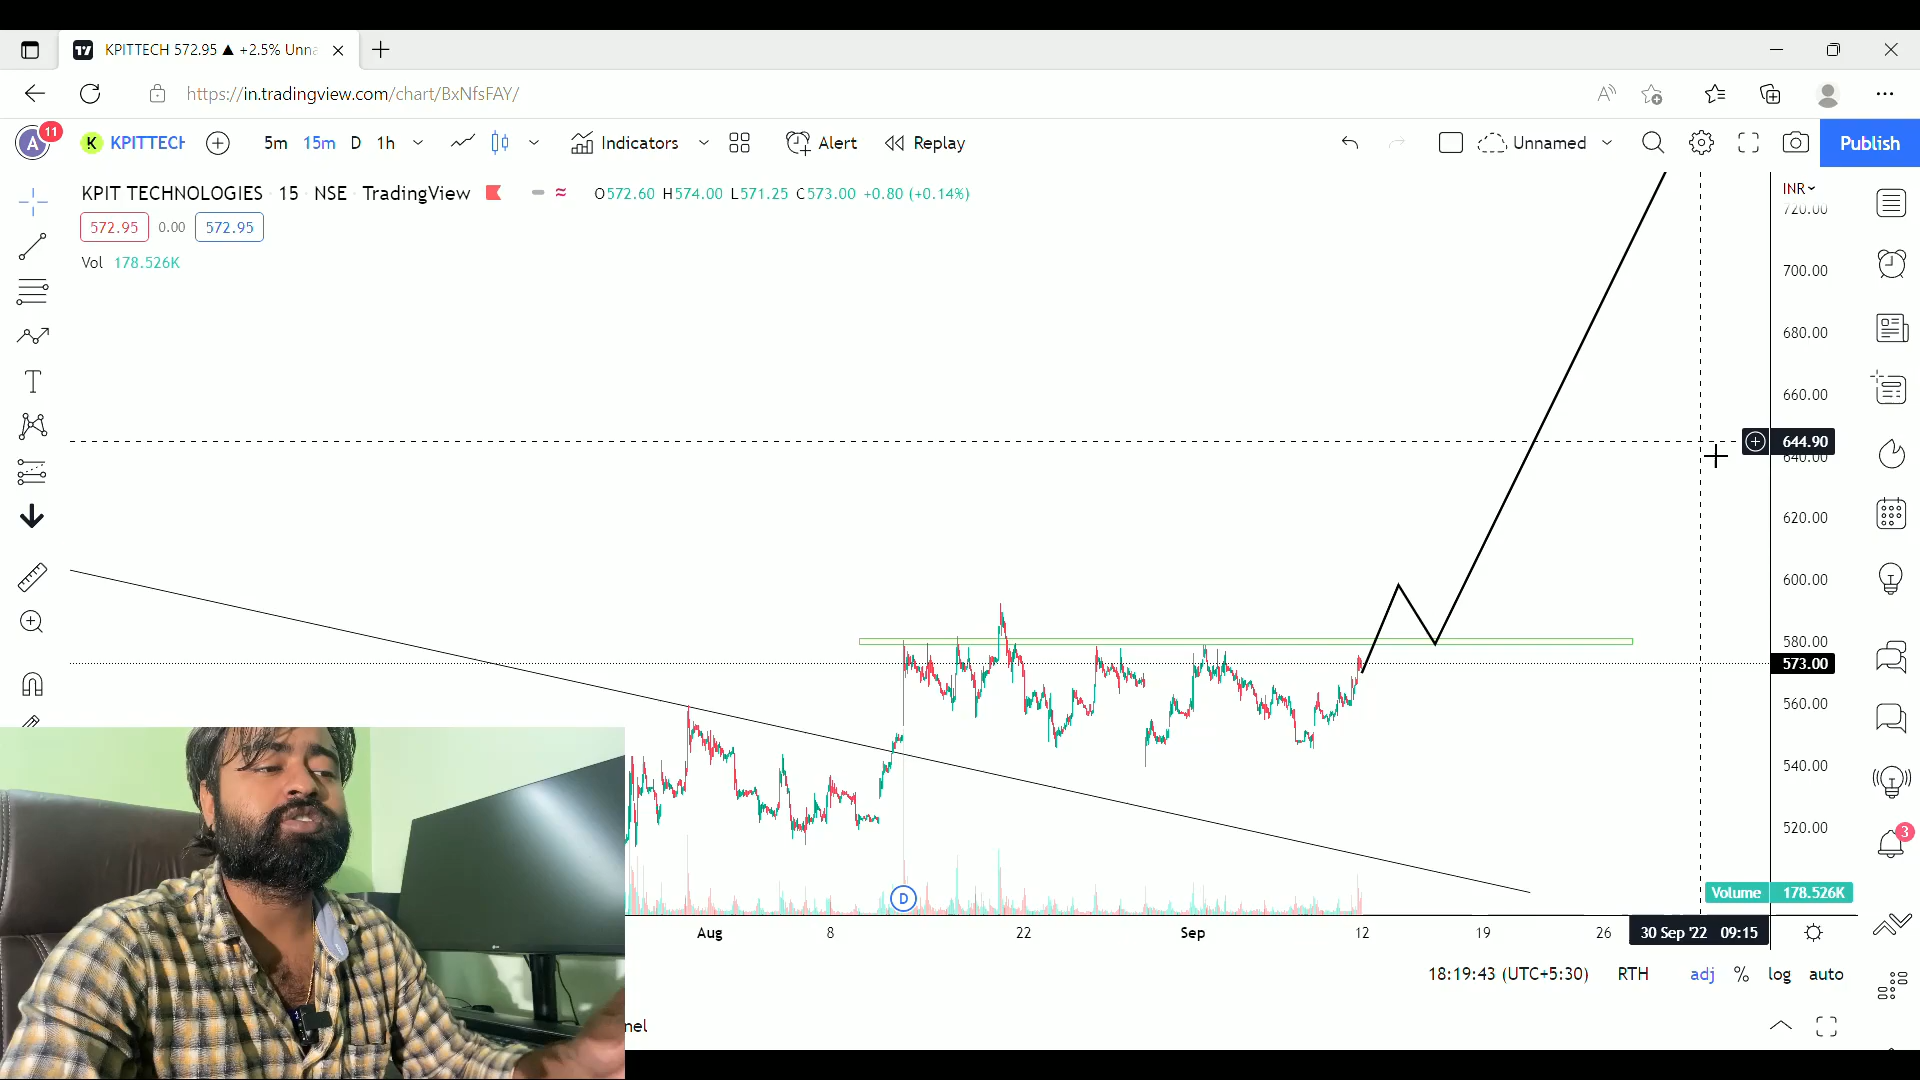 KPITTECH 572.95 ▲ +2.5% Unna
https://in.tradingview.com/chart/BxNfsFAY/
A 11 K KPITTECH 5m 15m D 1h Indicators Alert Replay Unnamed Publish
KPIT TECHNOLOGIES 15 NSE TradingView O572.60 H574.00 L571.25 C573.00 +0.80 (+0.14%)
572.95 0.00 572.95
Vol 178.526K
INR
720.00
700.00
680.00
660.00
644.90
640.00
620.00
600.00
580.00
573.00
560.00
540.00
520.00
3
Volume 178.526K
D
Aug 8 22 Sep 12 19 26 30 Sep '22 09:15
18:19:43 (UTC+5:30) RTH adj % log auto
nel